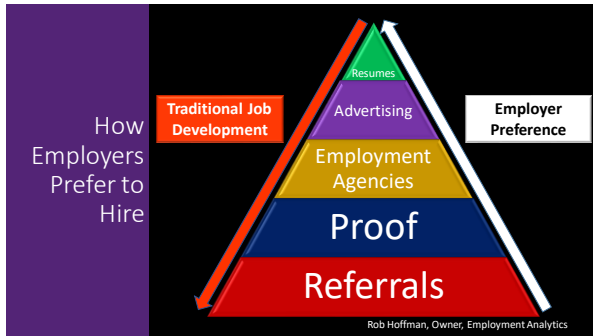 How
Employers
Prefer to
Hire
Traditional Job
Development
Resumes
Advertising
Employment
Agencies
Proof
Referrals
Employer
Preference
Rob Hoffman, Owner, Employment Analytics